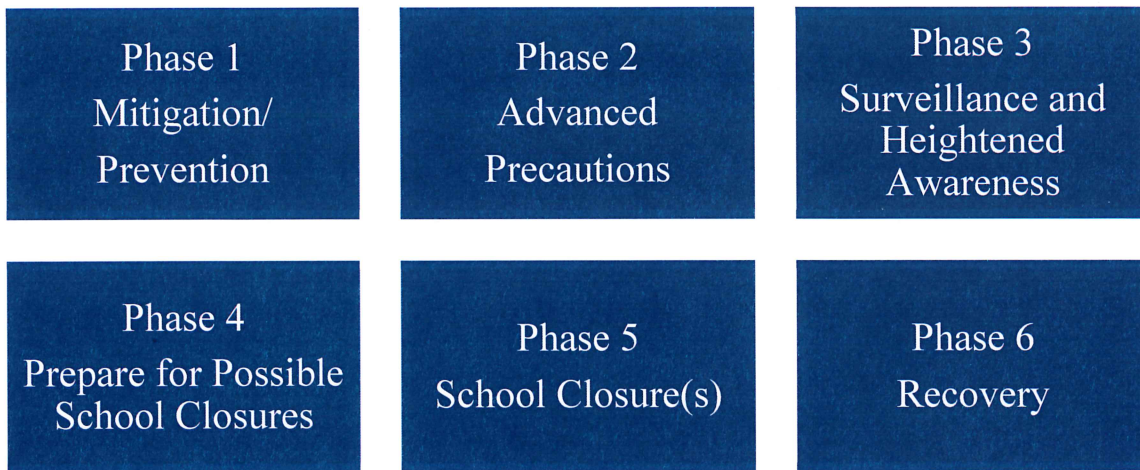 Phase 1
Mitigation/
Prevention
Phase 2
Advanced
Precautions
Phase 3
Surveillance and
Heightened
Awareness
Phase 4
Prepare for Possible
School Closures
Phase 5
School Closure(s)
Phase 6
Recovery